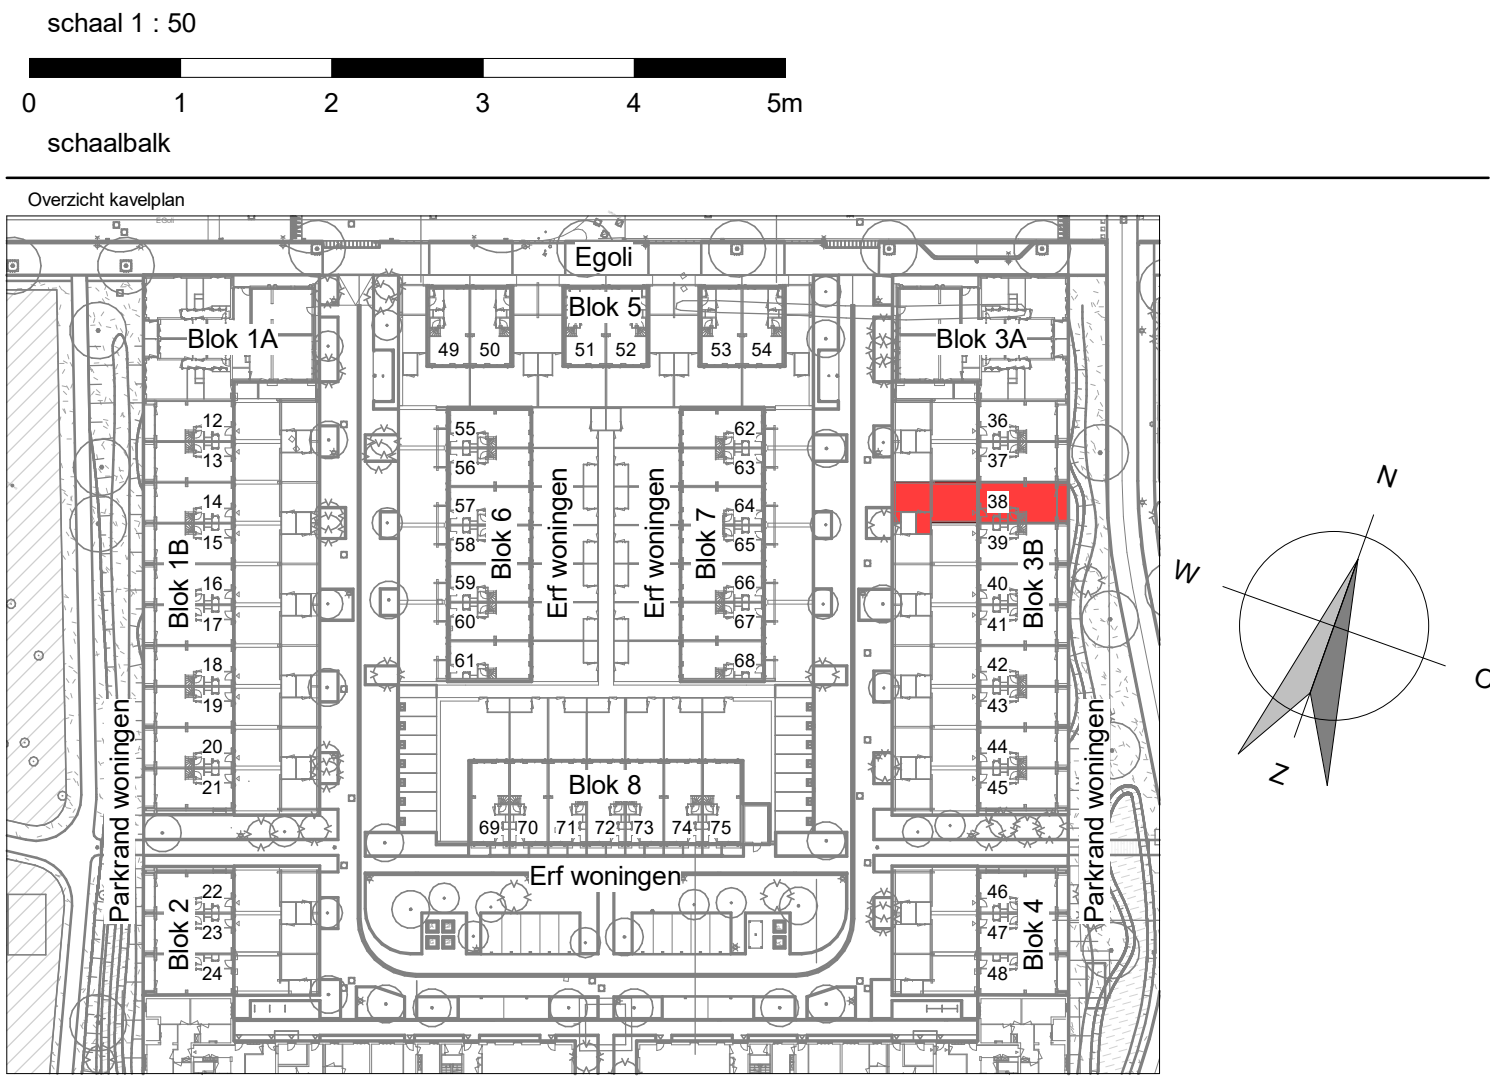 schaal 1 : 50
0 1 2 3 4 5m
schaalbalk
Overzicht kavelplan
EGoli
Egoli
Blok 5
Blok 1A
Blok 3A
49 50 51 52 53 54
12
13
14
15
16
17
18
19
20
21
Blok 1B
55
56
57
58
59
60
61
Blok 6
Erf woningen
Erf woningen
Blok 7
62
63
64
65
66
67
68
36
37
38
39
40
41
42
43
44
45
Blok 3B
Blok 8
69 70 71 72 73 74 75
Erf woningen
Parkrand woningen
Parkrand woningen
22
23
24
Blok 2
46
47
48
Blok 4
N
W
O
Z